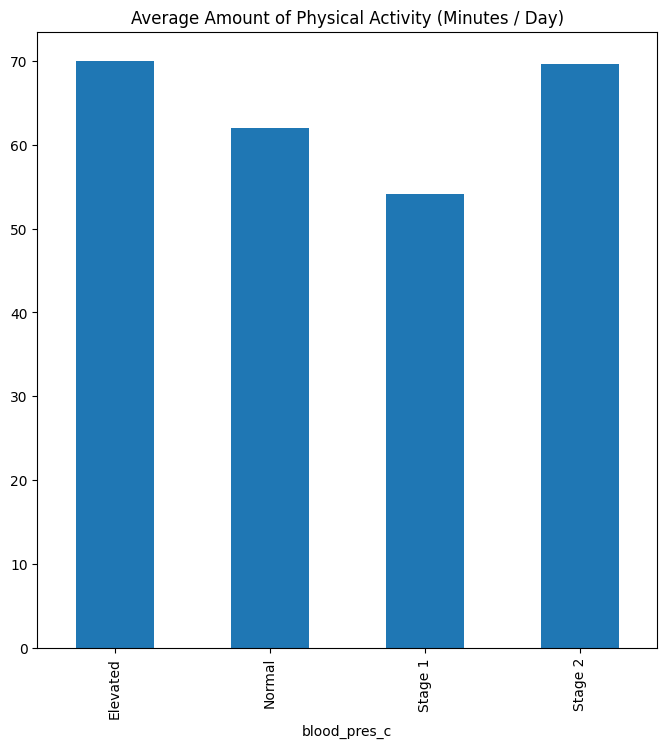 Average Amount of Physical Activity (Minutes / Day)
70
60
50
40
30
20
10
0
Elevated
Normal
Stage 1
Stage 2
blood_pres_c